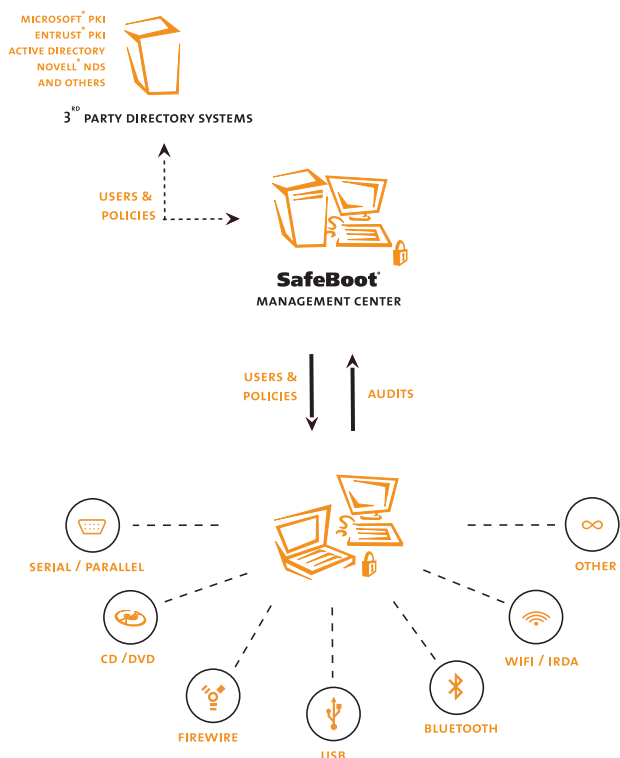 MICROSOFT® PKI
ENTRUST® PKI
ACTIVE DIRECTORY
NOVELL® NDS
AND OTHERS
3RD PARTY DIRECTORY SYSTEMS
USERS &
POLICIES
SafeBoot®
MANAGEMENT CENTER
USERS &
POLICIES
AUDITS
SERIAL / PARALLEL
OTHER
CD /DVD
WIFI / IRDA
FIREWIRE
BLUETOOTH
USB